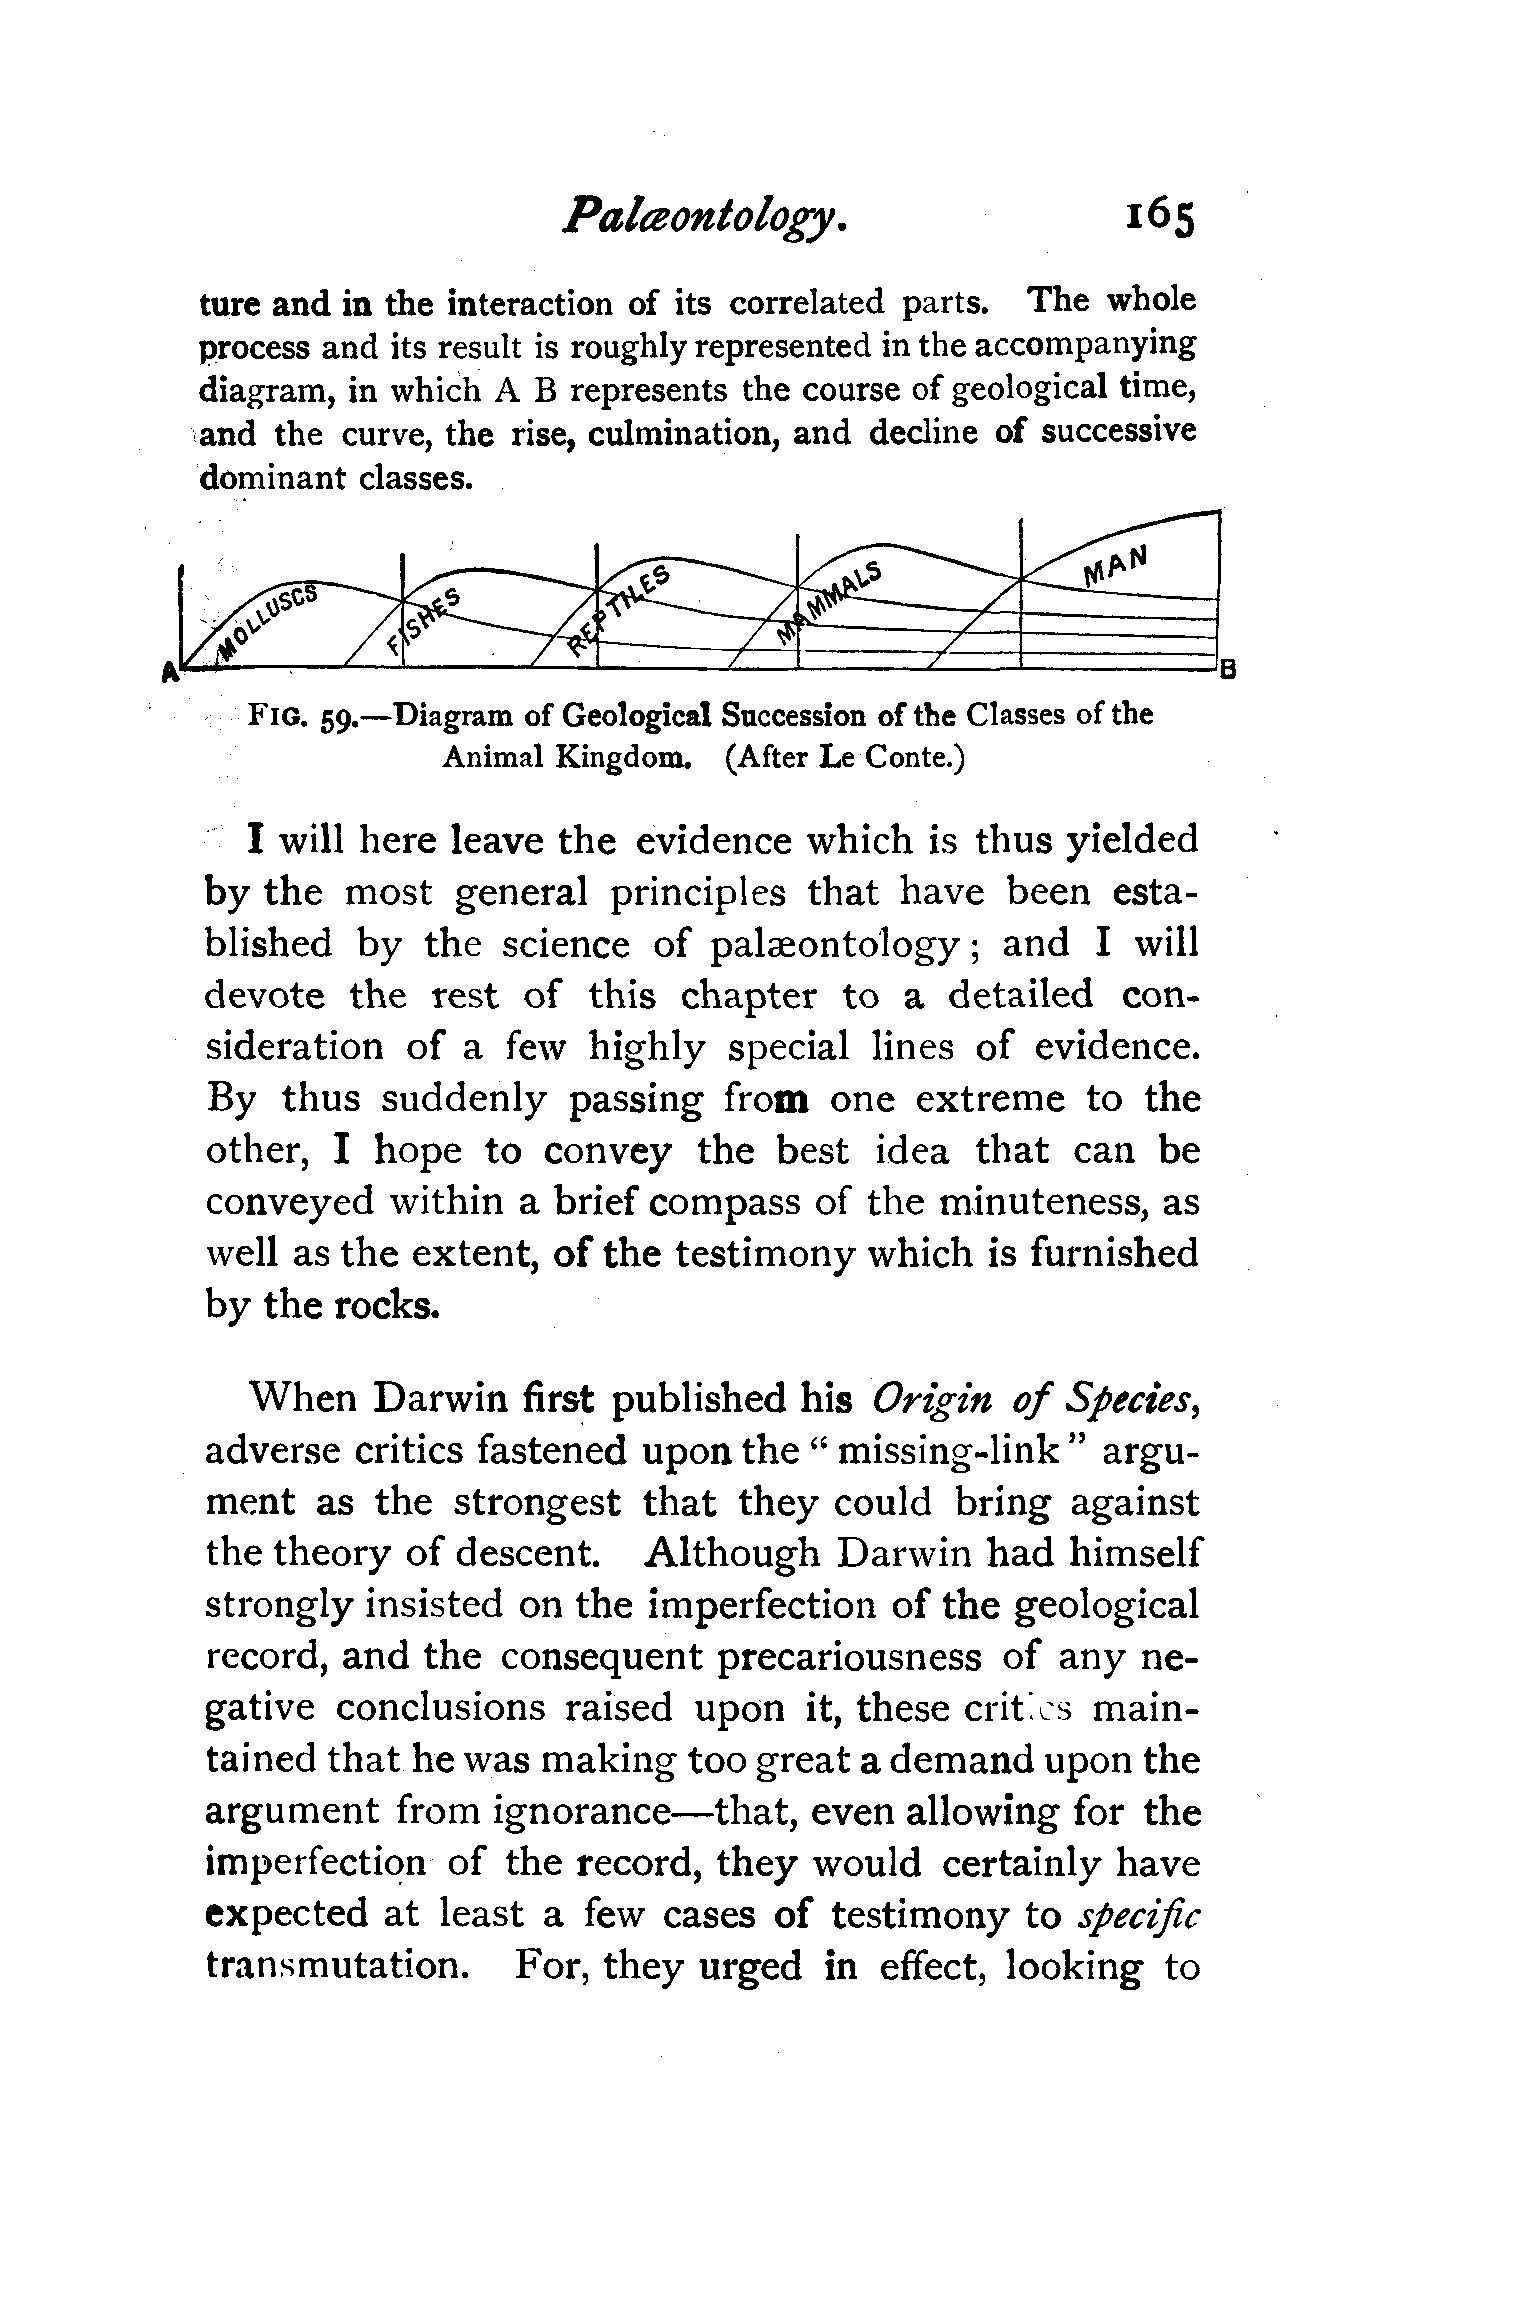 Palæontology. 165
ture and in the interaction of its correlated parts. The whole
process and its result is roughly represented in the accompanying
diagram, in which A B represents the course of geological time,
and the curve, the rise, culmination, and decline of successive
dominant classes.
MOLLUSCS FISHES REPTILES MAMMALS MAN
A B
FIG. 59.—Diagram of Geological Succession of the Classes of the
Animal Kingdom. (After Le Conte.)
I will here leave the evidence which is thus yielded
by the most general principles that have been esta-
blished by the science of palæontology; and I will
devote the rest of this chapter to a detailed con-
sideration of a few highly special lines of evidence.
By thus suddenly passing from one extreme to the
other, I hope to convey the best idea that can be
conveyed within a brief compass of the minuteness, as
well as the extent, of the testimony which is furnished
by the rocks.
When Darwin first published his Origin of Species,
adverse critics fastened upon the “missing-link” argu-
ment as the strongest that they could bring against
the theory of descent. Although Darwin had himself
strongly insisted on the imperfection of the geological
record, and the consequent precariousness of any ne-
gative conclusions raised upon it, these critics main-
tained that he was making too great a demand upon the
argument from ignorance—that, even allowing for the
imperfection of the record, they would certainly have
expected at least a few cases of testimony to specific
transmutation. For, they urged in effect, looking to